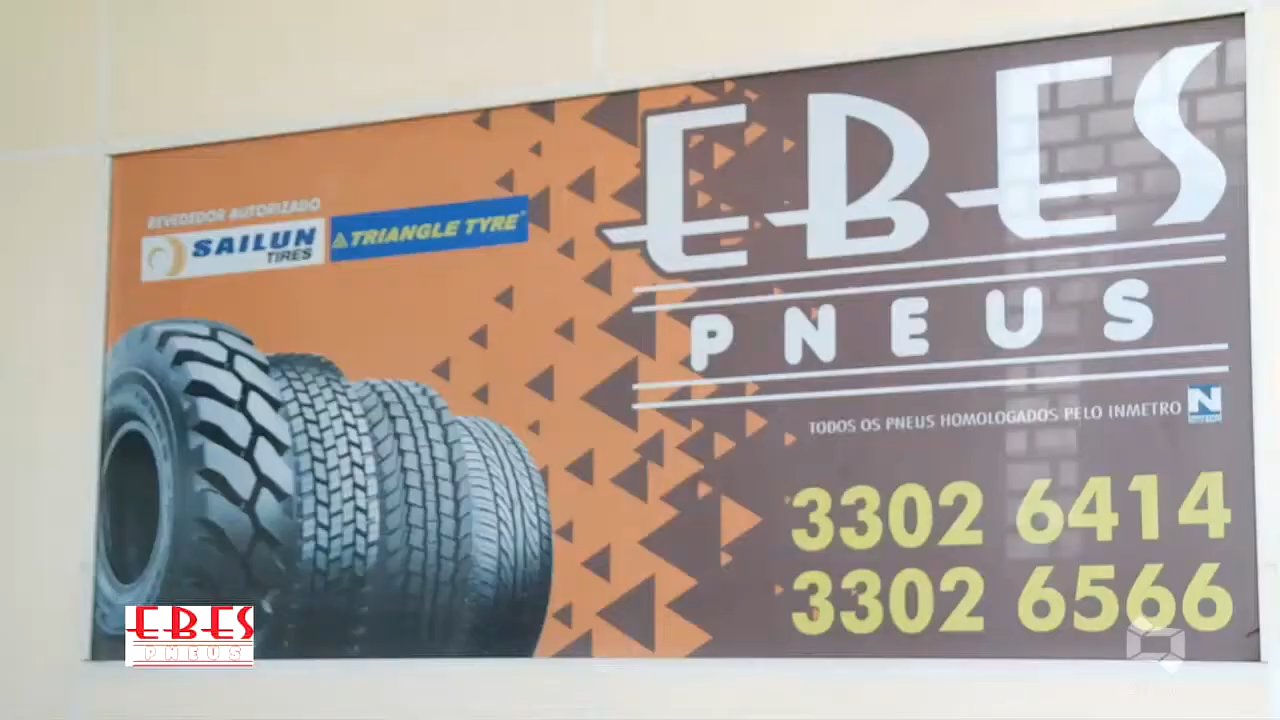 REVEDEDOR AUTORIZADO
SAILUN
TIRES
TRIANGLE TYRE
EBES
PNEUS
TODOS OS PNEUS HOMOLOGADOS PELO INMETRO
N
3302 6414
3302 6566
EBES
PNEUS